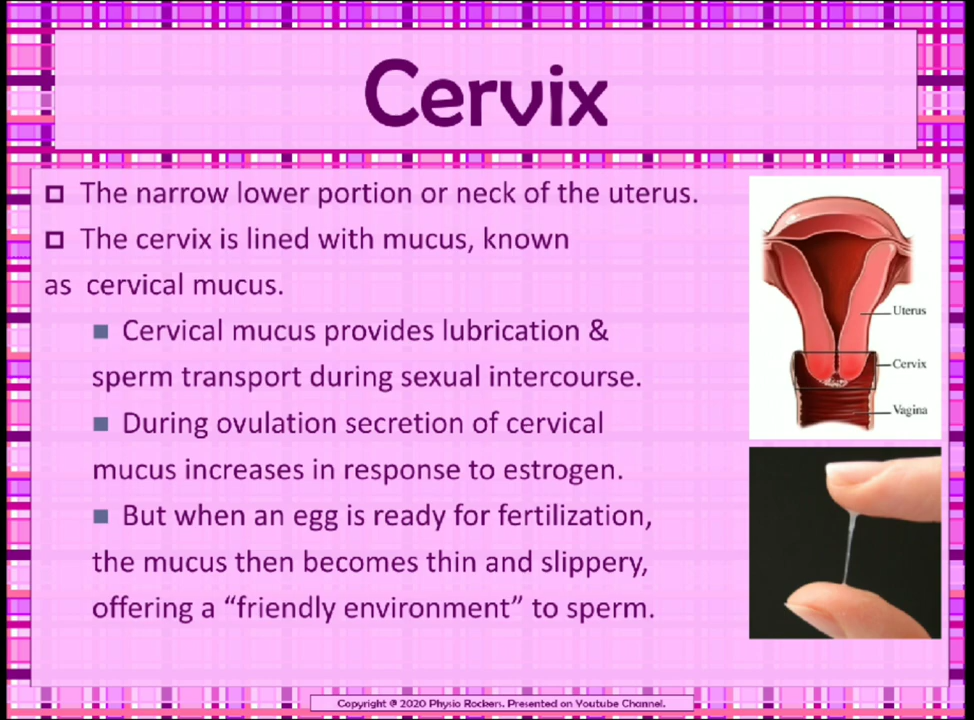 Cervix
The narrow lower portion or neck of the uterus.
The cervix is lined with mucus, known
as cervical mucus.
Cervical mucus provides lubrication &
sperm transport during sexual intercourse.
During ovulation secretion of cervical
mucus increases in response to estrogen.
But when an egg is ready for fertilization,
the mucus then becomes thin and slippery,
offering a “friendly environment” to sperm.
Uterus
Cervix
Vagina
Copyright @ 2020 Physio Rockers. Presented on Youtube Channel.